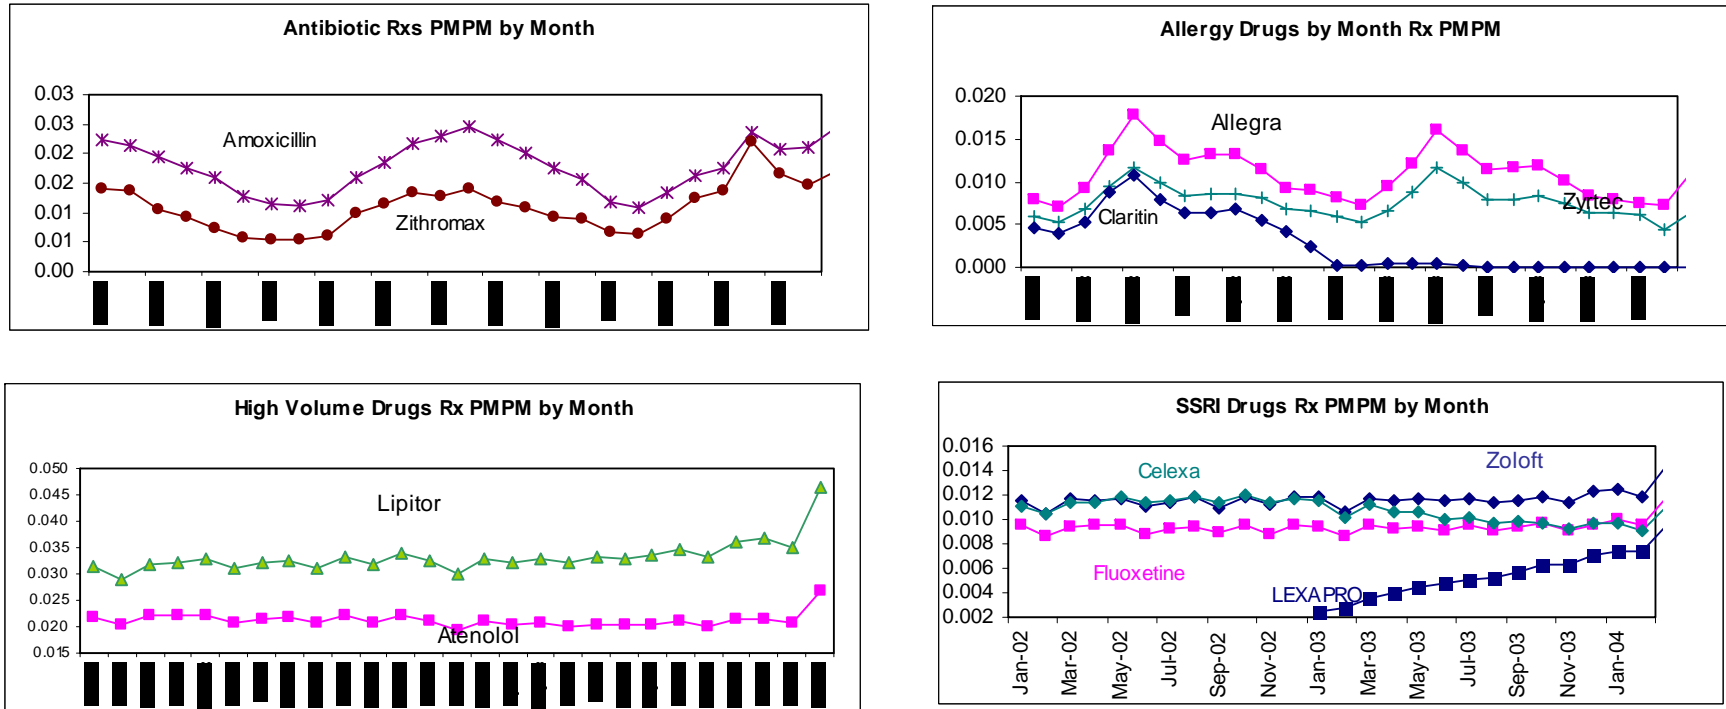 Antibiotic Rxs PMPM by Month
0.03
0.03
0.02
0.02
0.01
0.01
0.00
Amoxicillin
Zithromax
Allergy Drugs by Month Rx PMPM
0.020
0.015
0.010
0.005
0.000
Allegra
Claritin
Zyrtec
High Volume Drugs Rx PMPM by Month
0.050
0.045
0.040
0.035
0.030
0.025
0.020
0.015
Lipitor
Atenolol
SSRI Drugs Rx PMPM by Month
0.016
0.014
0.012
0.010
0.008
0.006
0.004
0.002
Celexa
Zoloft
Fluoxetine
LEXAPRO
Jan-02
Mar-02
May-02
Jul-02
Sep-02
Nov-02
Jan-03
Mar-03
May-03
Jul-03
Sep-03
Nov-03
Jan-04